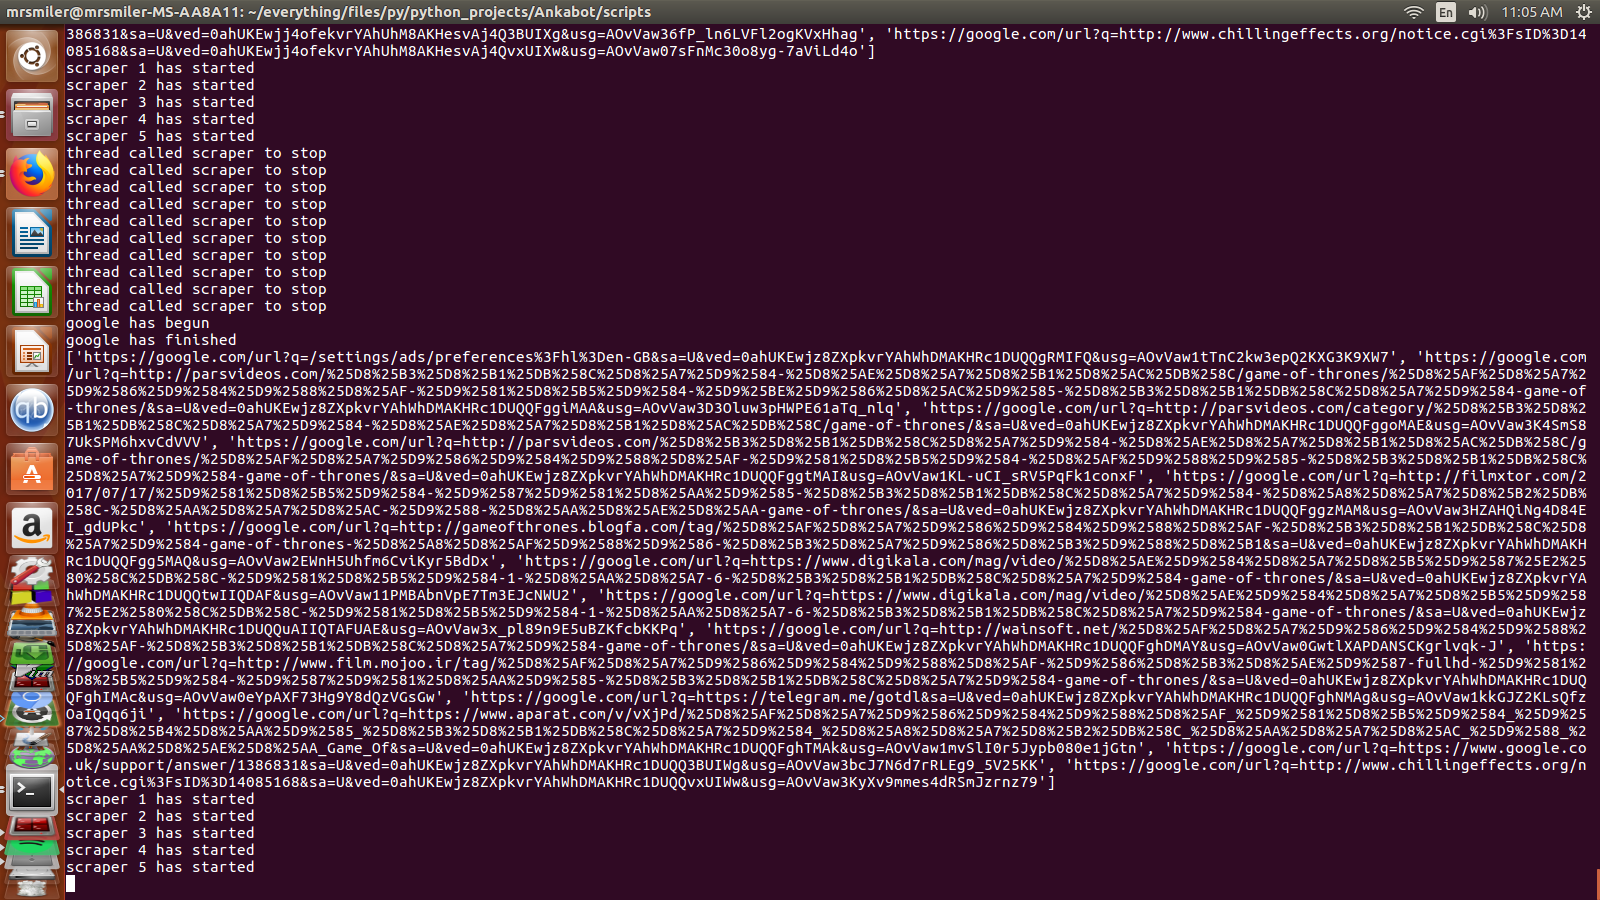 mrsmiler@mrsmiler-MS-AA8A11: ~/everything/files/py/python_projects/Ankabot/scripts
En
11:05 AM
386831&sa=U&ved=0ahUKEwjj4ofekvrYAhUhM8AKHesvAj4Q3BUIXg&usg=AOvVaw36fP_ln6LVFl2ogKVxHhag', 'https://google.com/url?q=http://www.chillingeffects.org/notice.cgi%3FsID%3D14
085168&sa=U&ved=0ahUKEwjj4ofekvrYAhUhM8AKHesvAj4QvxUIXw&usg=AOvVaw07sFnMc30o8yg-7aViLd4o']
scraper 1 has started
scraper 2 has started
scraper 3 has started
scraper 4 has started
scraper 5 has started
thread called scraper to stop
thread called scraper to stop
thread called scraper to stop
thread called scraper to stop
thread called scraper to stop
thread called scraper to stop
thread called scraper to stop
thread called scraper to stop
thread called scraper to stop
thread called scraper to stop
google has begun
google has finished
['https://google.com/url?q=/settings/ads/preferences%3Fhl%3Den-GB&sa=U&ved=0ahUKEwjz8ZXpkvrYAhWhDMAKHRc1DUQQgRMIFQ&usg=AOvVaw1tTnC2kw3epQ2KXG3K9XW7', 'https://google.com
/url?q=http://parsvideos.com/%25D8%25B3%25D8%25B1%25DB%258C%25D8%25A7%25D9%2584-%25D8%25AE%25D8%25A7%25D8%25B1%25D8%25AC%25DB%258C/game-of-thrones/%25D8%25AF%25D8%25A7%2
5D9%2586%25D9%2584%25D9%2588%25D8%25AF-%25D9%2581%25D8%25B5%25D9%2584-%25D9%25BE%25D9%2586%25D8%25AC%25D9%2585-%25D8%25B3%25D8%25B1%25DB%258C%25D8%25A7%25D9%2584-game-of
-thrones/&sa=U&ved=0ahUKEwjz8ZXpkvrYAhWhDMAKHRc1DUQQFggiMAA&usg=AOvVaw3D3Oluw3pHWPE61aTq_nlq', 'https://google.com/url?q=http://parsvideos.com/category/%25D8%25B3%25D8%2
5B1%25DB%258C%25D8%25A7%25D9%2584-%25D8%25AE%25D8%25A7%25D8%25B1%25D8%25AC%25DB%258C/game-of-thrones/&sa=U&ved=0ahUKEwjz8ZXpkvrYAhWhDMAKHRc1DUQQFggoMAE&usg=AOvVaw3K4SmS8
7UkSPM6hxvCdVVV', 'https://google.com/url?q=http://parsvideos.com/%25D8%25B3%25D8%25B1%25DB%258C%25D8%25A7%25D9%2584-%25D8%25AE%25D8%25A7%25D8%25B1%25D8%25AC%25DB%258C/g
ame-of-thrones/%25D8%25AF%25D8%25A7%25D9%2586%25D9%2584%25D9%2588%25D8%25AF-%25D9%2581%25D8%25B5%25D9%2584-%25D8%25AF%25D9%2588%25D9%2585-%25D8%25B3%25D8%25B1%25DB%258C%
25D8%25A7%25D9%2584-game-of-thrones/&sa=U&ved=0ahUKEwjz8ZXpkvrYAhWhDMAKHRc1DUQQFggtMAI&usg=AOvVaw1KL-uCI_sRV5PqFk1conxF', 'https://google.com/url?q=http://filmxtor.com/2
017/07/17/%25D9%2581%25D8%25B5%25D9%2584-%25D9%2587%25D9%2581%25D8%25AA%25D9%2585-%25D8%25B3%25D8%25B1%25DB%258C%25D8%25A7%25D9%2584-%25D8%25A8%25D8%25A7%25D8%25B2%25DB%
258C-%25D8%25AA%25D8%25A7%25D8%25AC-%25D9%2588-%25D8%25AA%25D8%25AE%25D8%25AA-game-of-thrones/&sa=U&ved=0ahUKEwjz8ZXpkvrYAhWhDMAKHRc1DUQQFggzMAM&usg=AOvVaw3HZAHQiNg4D84E
I_gdUPkc', 'https://google.com/url?q=http://gameofthrones.blogfa.com/tag/%25D8%25AF%25D8%25A7%25D9%2586%25D9%2584%25D9%2588%25D8%25AF-%25D8%25B3%25D8%25B1%25DB%258C%25D8
%25A7%25D9%2584-game-of-thrones-%25D8%25A8%25D8%25AF%25D9%2588%25D9%2586-%25D8%25B3%25D8%25A7%25D9%2586%25D8%25B3%25D9%2588%25D8%25B1&sa=U&ved=0ahUKEwjz8ZXpkvrYAhWhDMAKH
Rc1DUQQFgg5MAQ&usg=AOvVaw2EWnH5Uhfm6CviKyr5BdDx', 'https://google.com/url?q=https://www.digikala.com/mag/video/%25D8%25AE%25D9%2584%25D8%25A7%25D8%25B5%25D9%2587%25E2%25
80%258C%25DB%258C-%25D9%2581%25D8%25B5%25D9%2584-1-%25D8%25AA%25D8%25A7-6-%25D8%25B3%25D8%25B1%25DB%258C%25D8%25A7%25D9%2584-game-of-thrones/&sa=U&ved=0ahUKEwjz8ZXpkvrYA
hWhDMAKHRc1DUQQtwIIQDAF&usg=AOvVaw11PMBAbnVpE7Tm3EJcNWU2', 'https://google.com/url?q=https://www.digikala.com/mag/video/%25D8%25AE%25D9%2584%25D8%25A7%25D8%25B5%25D9%258
7%25E2%2580%258C%25DB%258C-%25D9%2581%25D8%25B5%25D9%2584-1-%25D8%25AA%25D8%25A7-6-%25D8%25B3%25D8%25B1%25DB%258C%25D8%25A7%25D9%2584-game-of-thrones/&sa=U&ved=0ahUKEwjz
8ZXpkvrYAhWhDMAKHRc1DUQQuAIIQTAFUAE&usg=AOvVaw3x_pl89n9E5uBZKfcbKKPq', 'https://google.com/url?q=http://wainsoft.net/%25D8%25AF%25D8%25A7%25D9%2586%25D9%2584%25D9%2588%
25D8%25AF-%25D8%25B3%25D8%25B1%25DB%258C%25D8%25A7%25D9%2584-game-of-thrones/&sa=U&ved=0ahUKEwjz8ZXpkvrYAhWhDMAKHRc1DUQQFghDMAY&usg=AOvVaw0GwtlXAPDANSCKgrlvqk-J', 'https:
//google.com/url?q=http://www.film.mojoo.ir/tag/%25D8%25AF%25D8%25A7%25D9%2586%25D9%2584%25D9%2588%25D8%25AF-%25D9%2586%25D8%25B3%25D8%25AE%25D9%2587-fullhd-%25D9%2581%2
5D8%25B5%25D9%2584-%25D9%2587%25D9%2581%25D8%25AA%25D9%2585-%25D8%25B3%25D8%25B1%25DB%258C%25D8%25A7%25D9%2584-game-of-thrones/&sa=U&ved=0ahUKEwjz8ZXpkvrYAhWhDMAKHRc1DUQ
QFghIMAc&usg=AOvVaw0eYpAXF73Hg9Y8dQzVGsGw', 'https://google.com/url?q=https://telegram.me/gotdl&sa=U&ved=0ahUKEwjz8ZXpkvrYAhWhDMAKHRc1DUQQFghNMAg&usg=AOvVaw1kkGJZ2KLsQfz
OaIQqq6ji', 'https://google.com/url?q=https://www.aparat.com/v/vXjPd/%25D8%25AF%25D8%25A7%25D9%2586%25D9%2584%25D9%2588%25D8%25AF_%25D9%2581%25D8%25B5%25D9%2584_%25D9%25
87%25D8%25B4%25D8%25AA%25D9%2585_%25D8%25B3%25D8%25B1%25DB%258C%25D8%25A7%25D9%2584_%25D8%25A8%25D8%25A7%25D8%25B2%25DB%258C_%25D8%25AA%25D8%25A7%25D8%25AC_%25D9%2588_%2
5D8%25AA%25D8%25AE%25D8%25AA_Game_Of&sa=U&ved=0ahUKEwjz8ZXpkvrYAhWhDMAKHRc1DUQQFghTMAk&usg=AOvVaw1mvSlI0r5Jypb080e1jGtn', 'https://google.com/url?q=https://www.google.co
.uk/support/answer/1386831&sa=U&ved=0ahUKEwjz8ZXpkvrYAhWhDMAKHRc1DUQQ3BUIWg&usg=AOvVaw3bcJ7N6d7rRLEg9_5V25KK', 'https://google.com/url?q=http://www.chillingeffects.org/n
otice.cgi%3FsID%3D14085168&sa=U&ved=0ahUKEwjz8ZXpkvrYAhWhDMAKHRc1DUQQvxUIWw&usg=AOvVaw3KyXv9mmes4dRSmJzrnz79']
scraper 1 has started
scraper 2 has started
scraper 3 has started
scraper 4 has started
scraper 5 has started